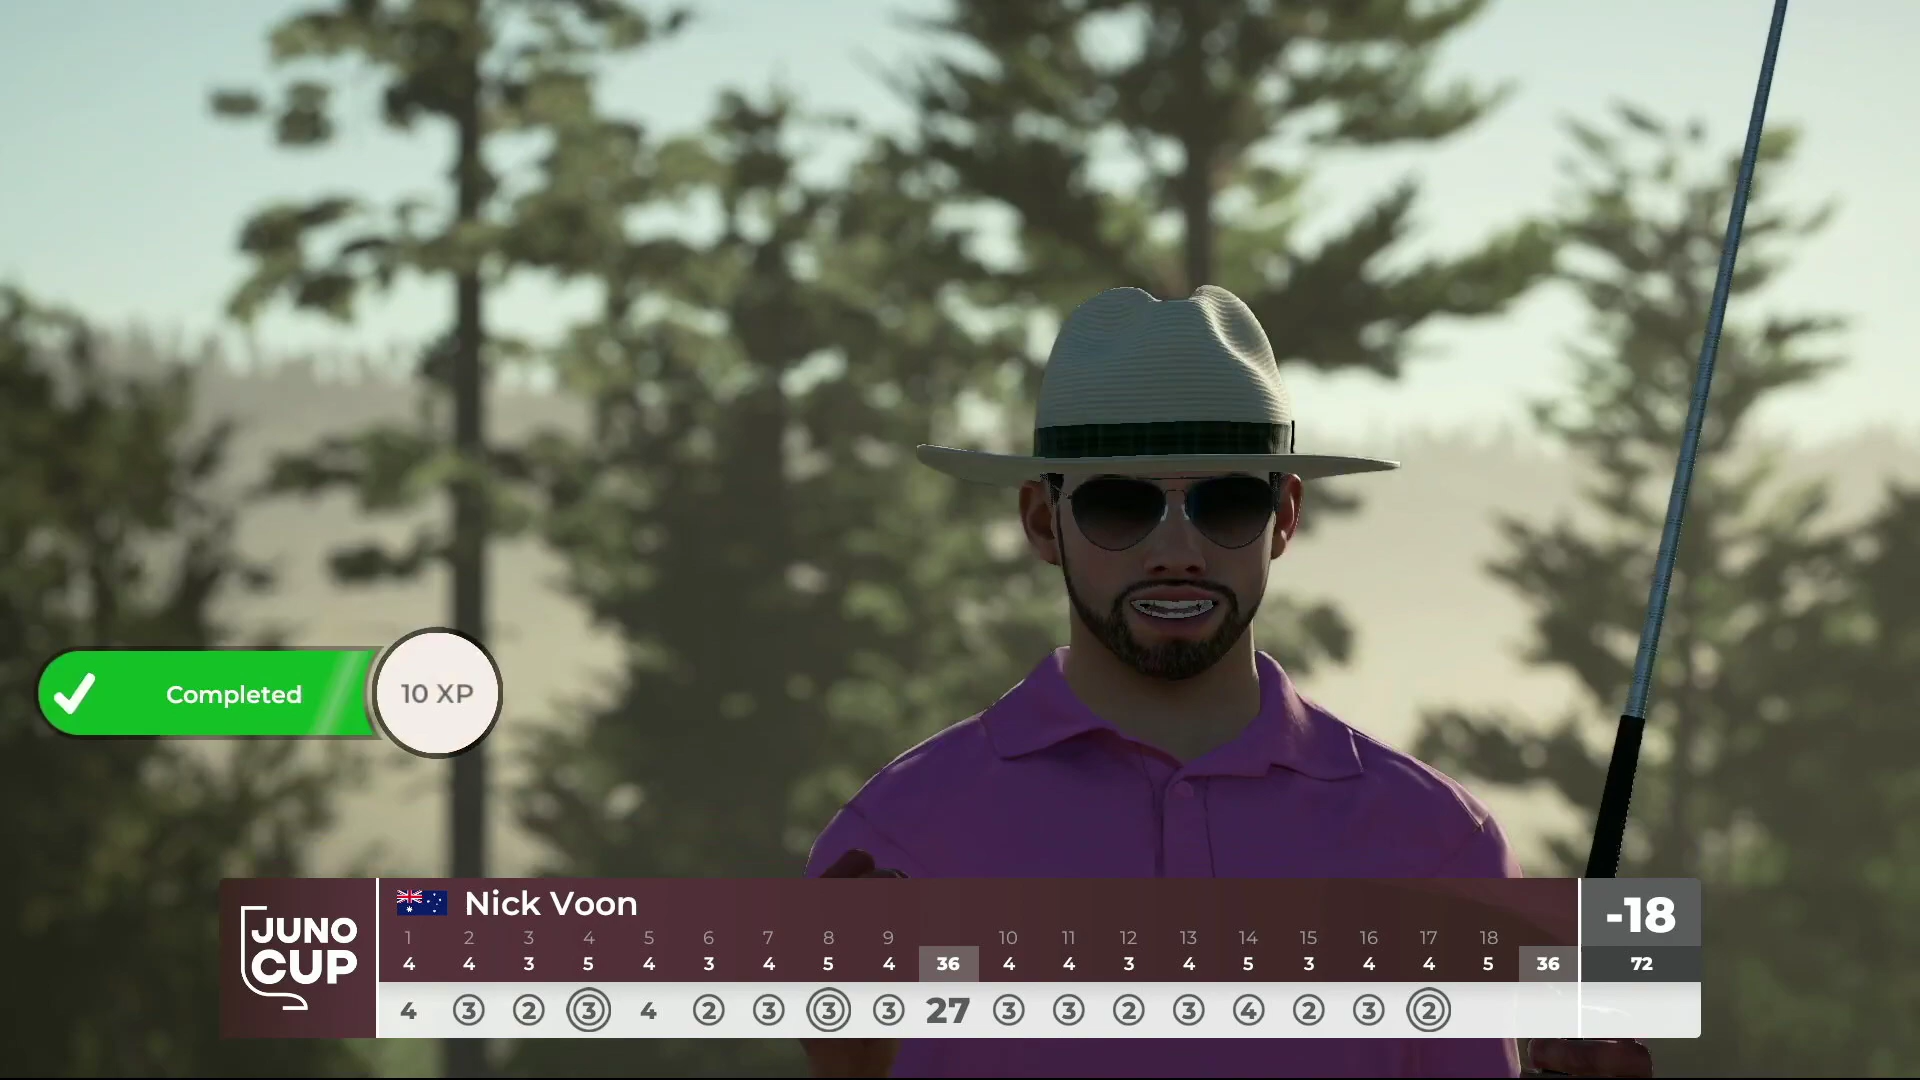 Completed
10 XP
JUNO
CUP
Nick Voon
-18
1 2 3 4 5 6 7 8 9 10 11 12 13 14 15 16 17 18
4 4 3 5 4 3 4 5 4 36 4 4 3 4 5 3 4 4 5 36 72
4 3 2 3 4 2 3 3 3 27 3 3 2 3 4 2 3 2